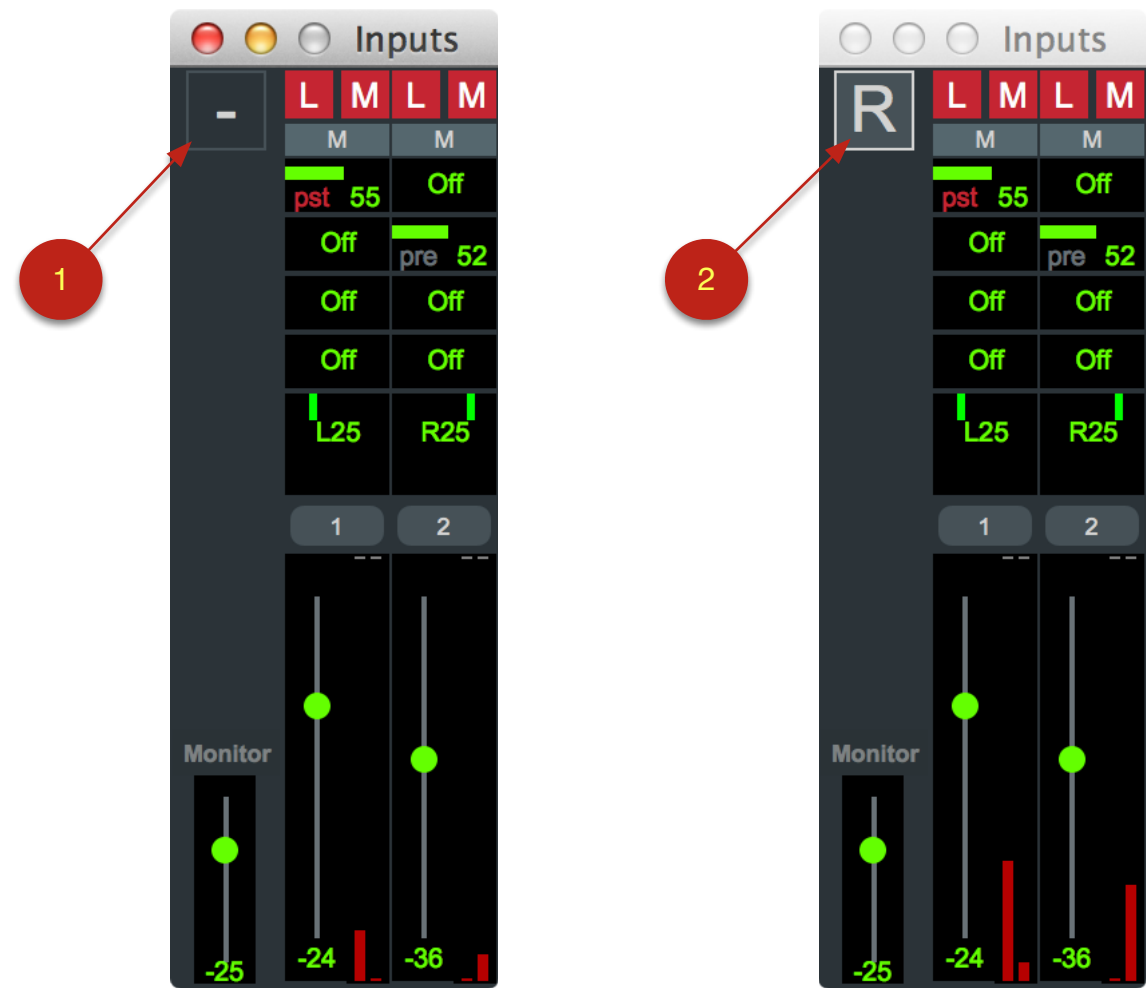 Inputs
-
L M L M
M M
pst 55 Off
Off pre 52
Off Off
Off Off
L25 R25
1 2
Monitor
-24 -36
-25
1
Inputs
R
L M L M
M M
pst 55 Off
Off pre 52
Off Off
Off Off
L25 R25
1 2
Monitor
-24 -36
-25
2